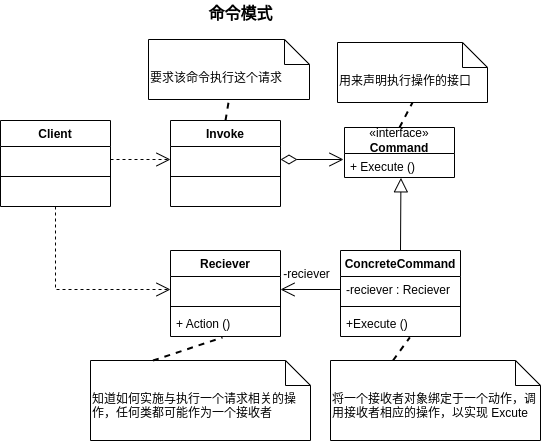 命令模式
要求该命令执行这个请求
用来声明执行操作的接口
Client
Invoke
«interface»
Command
+ Execute ()
Reciever
+ Action ()
-reciever
ConcreteCommand
-reciever : Reciever
+Execute ()
知道如何实施与执行一个请求相关的操
作，任何类都可能作为一个接收者
将一个接收者对象绑定于一个动作，调
用接收者相应的操作，以实现 Excute